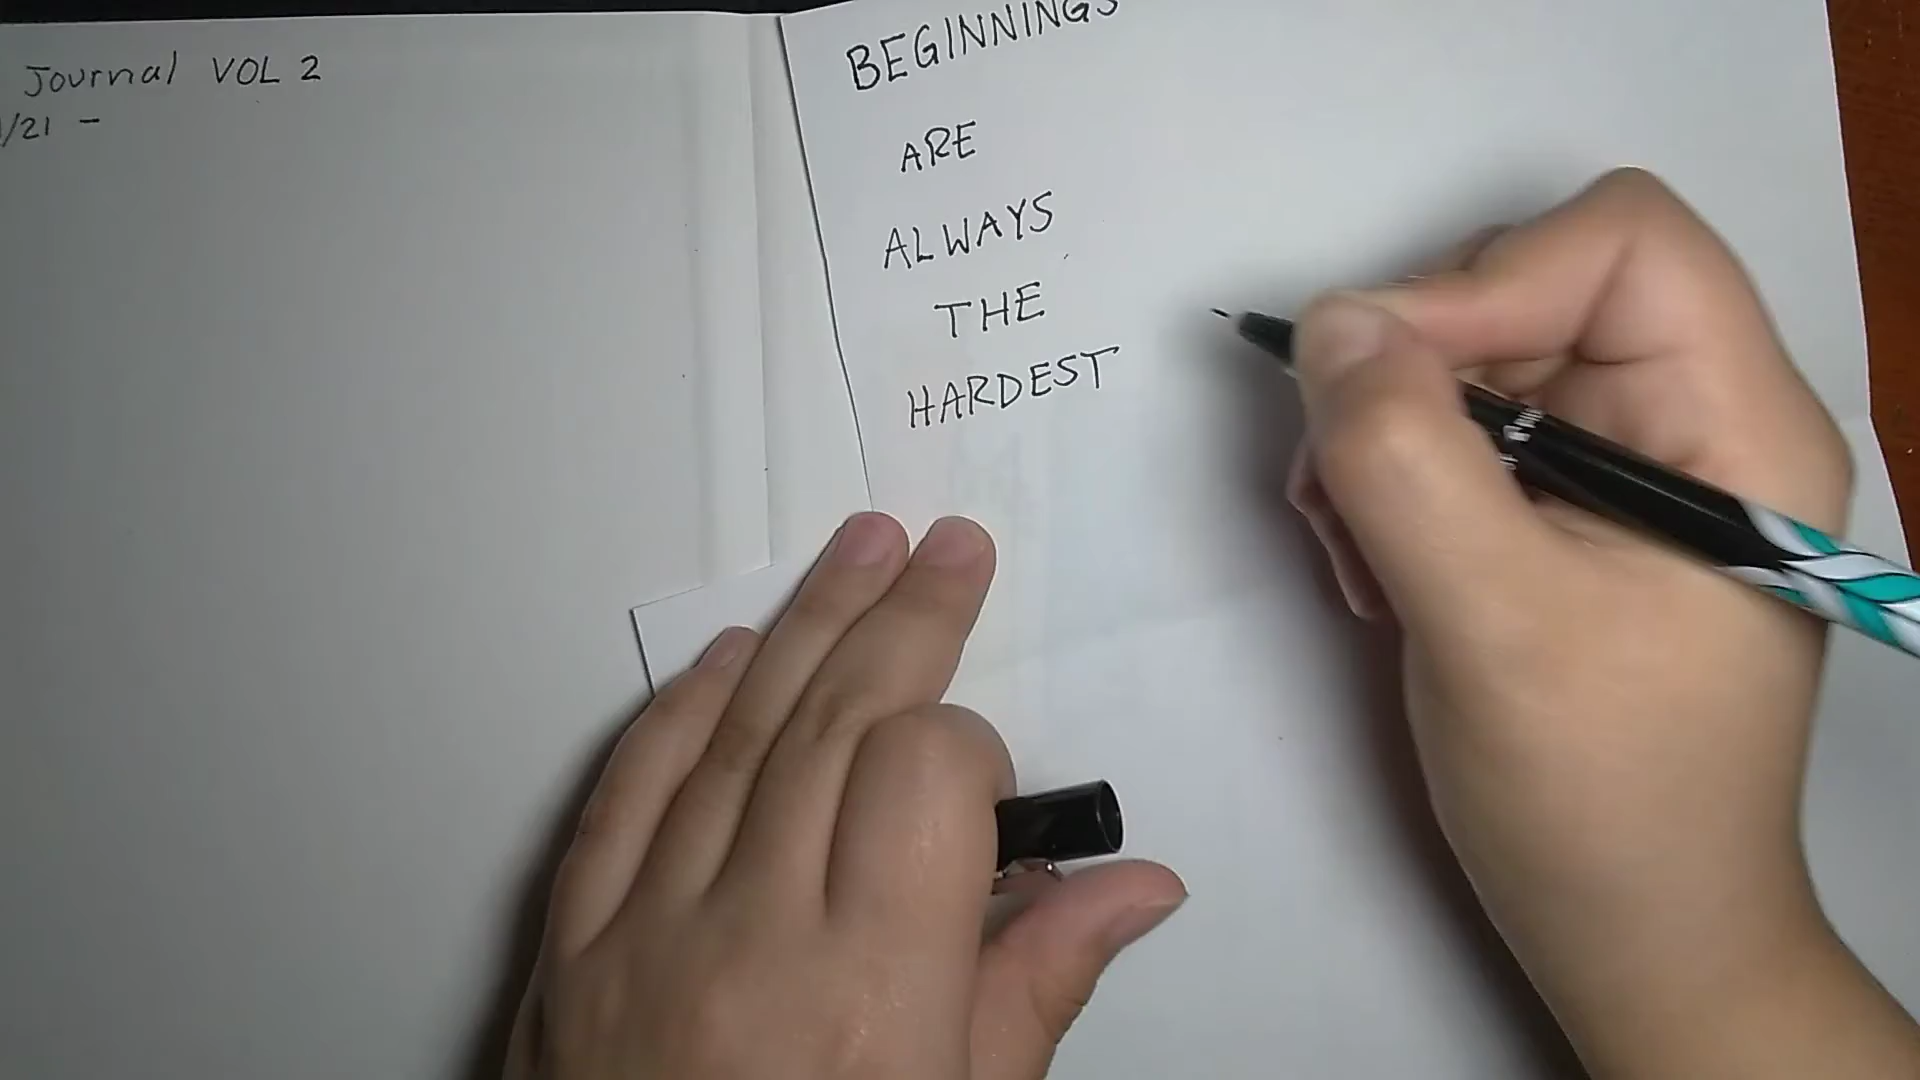 Journal VOL 2
/21 -
BEGINNINGS
ARE
ALWAYS
THE
HARDEST